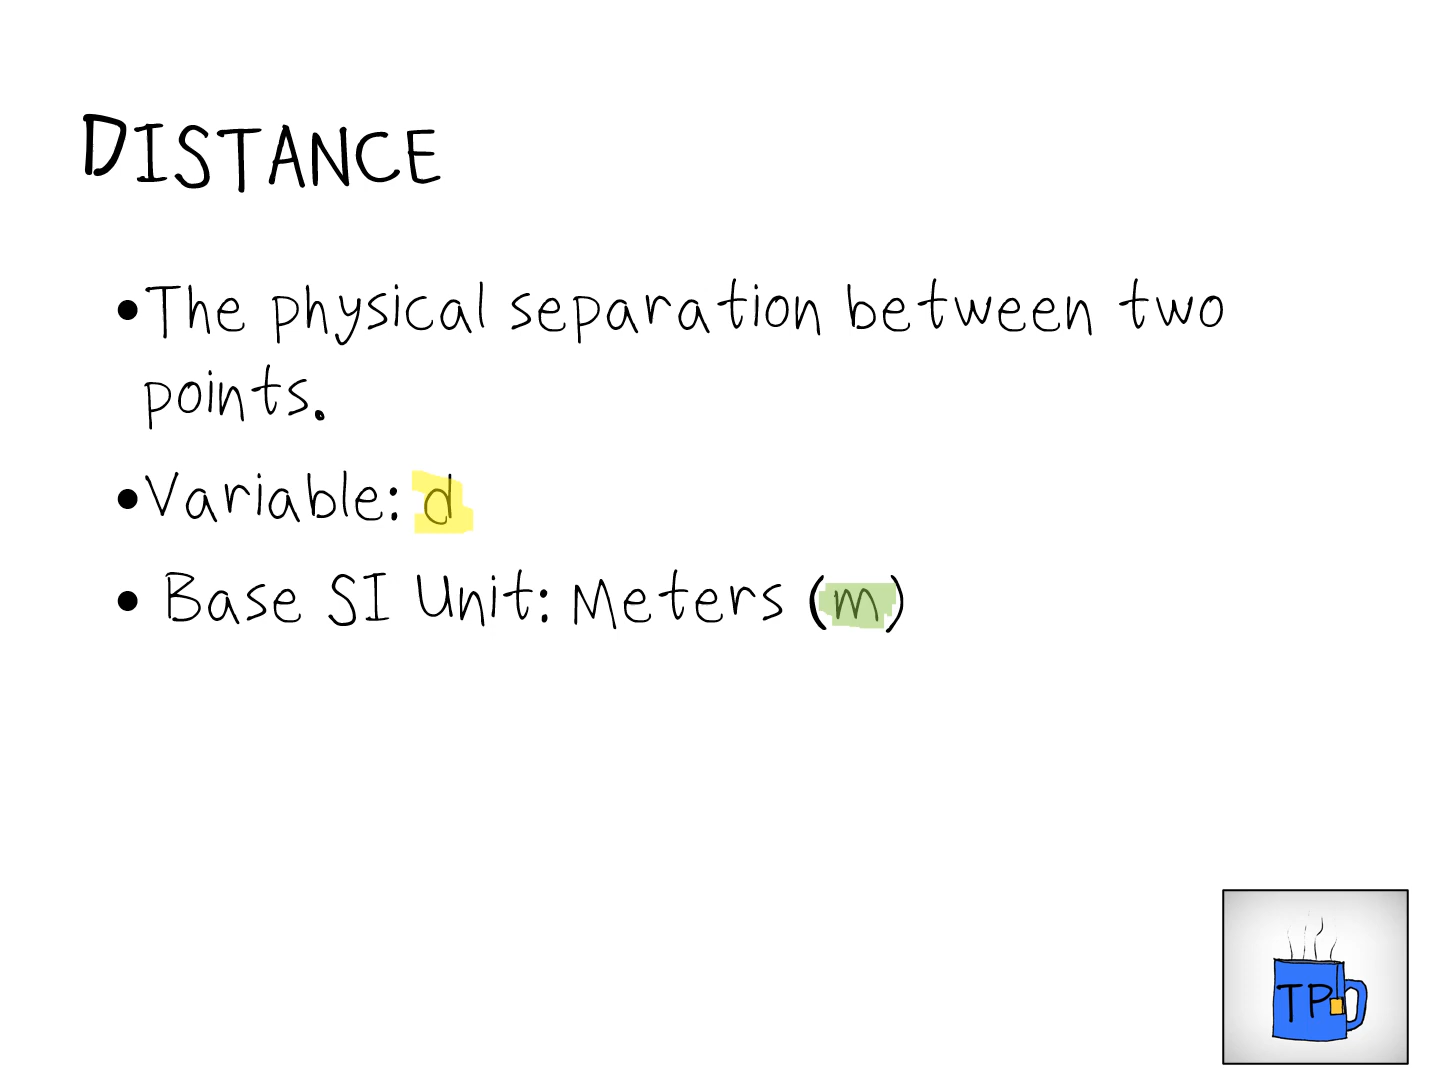 DISTANCE
•The physical separation between two
points.
•Variable: d
• Base SI Unit: Meters (m)
TP